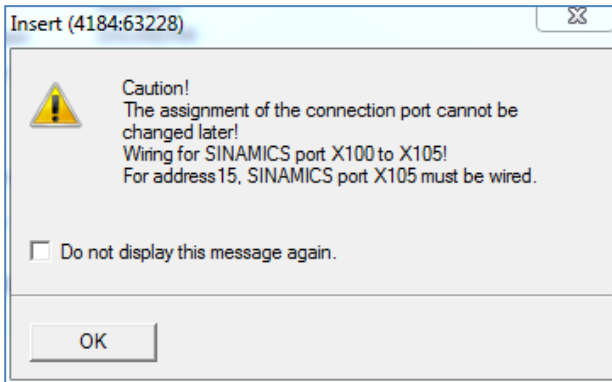 Insert (4184:63228)
Caution!
The assignment of the connection port cannot be
changed later!
Wiring for SINAMICS port X100 to X105!
For address15, SINAMICS port X105 must be wired.
Do not display this message again.
OK